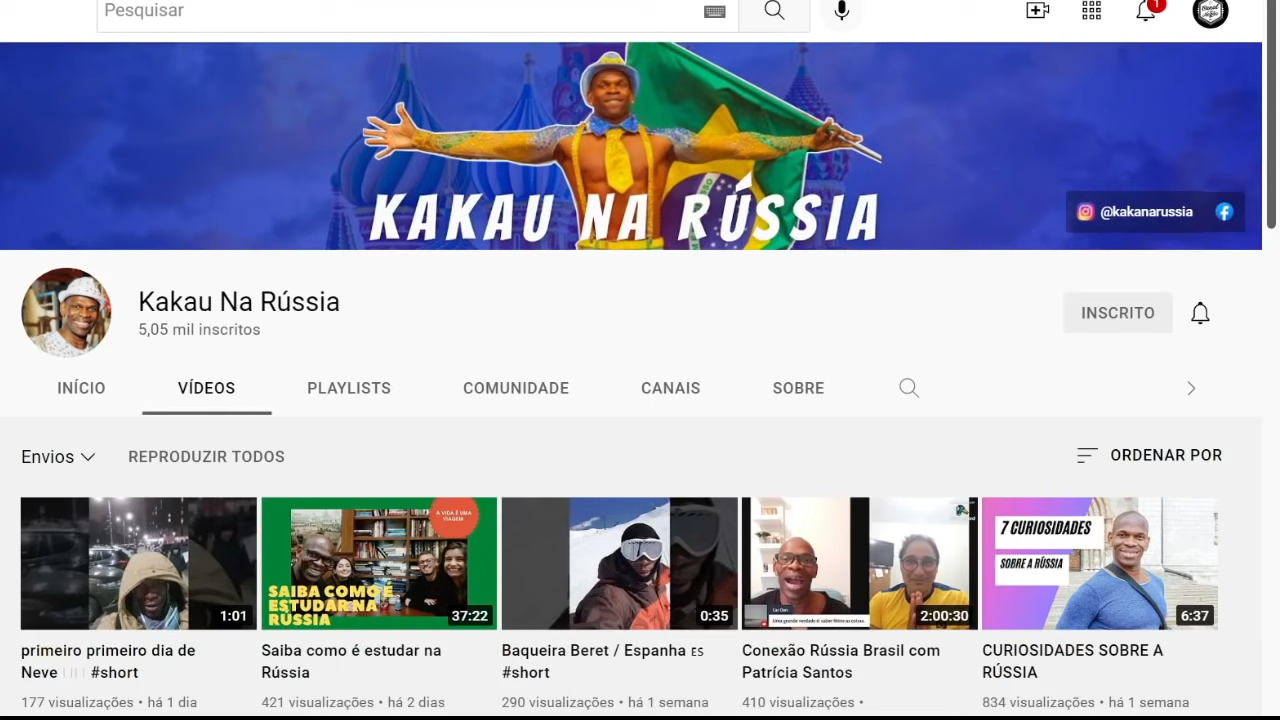 Pesquisar
1
KAKAU NA RÚSSIA
@kakanarussia
Kakau Na Rússia
5,05 mil inscritos
INSCRITO
INÍCIO
VÍDEOS
PLAYLISTS
COMUNIDADE
CANAIS
SOBRE
Envios
REPRODUZIR TODOS
ORDENAR POR
1:01
A VIDA É UMA
VIAGEM
SAIBA COMO É
ESTUDAR NA
RÚSSIA
37:22
0:35
2:00:30
7 CURIOSIDADES
SOBRE A RÚSSIA
6:37
primeiro primeiro dia de
Neve #short
177 visualizações • há 1 dia
Saiba como é estudar na
Rússia
421 visualizações • há 2 dias
Baqueira Beret / Espanha ES
#short
290 visualizações • há 1 semana
Conexão Rússia Brasil com
Patrícia Santos
410 visualizações •
CURIOSIDADES SOBRE A
RÚSSIA
834 visualizações • há 1 semana